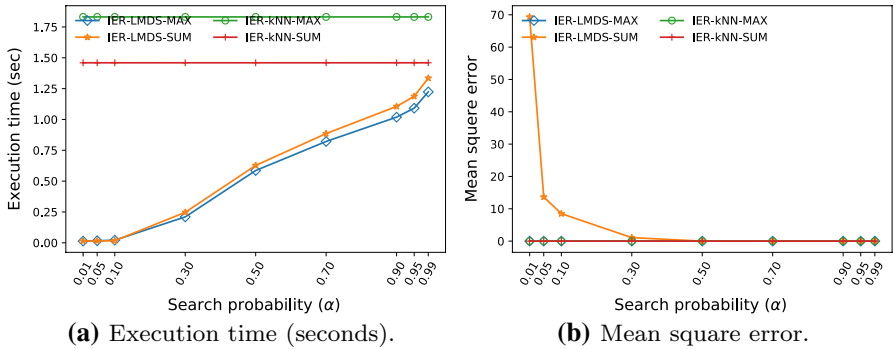 IER-LMDS-MAX
IER-LMDS-SUM
IER-kNN-MAX
IER-kNN-SUM
Execution time (sec)
1.75
1.50
1.25
1.00
0.75
0.50
0.25
0.00
0.01
0.05
0.10
0.30
0.50
0.70
0.90
0.95
0.99
Search probability (α)
(a) Execution time (seconds).
IER-LMDS-MAX
IER-LMDS-SUM
IER-kNN-MAX
IER-kNN-SUM
Mean squere error
70
60
50
40
30
20
10
0
0.01
0.05
0.10
0.30
0.50
0.70
0.90
0.95
0.99
Search probability (α)
(b) Mean square error.